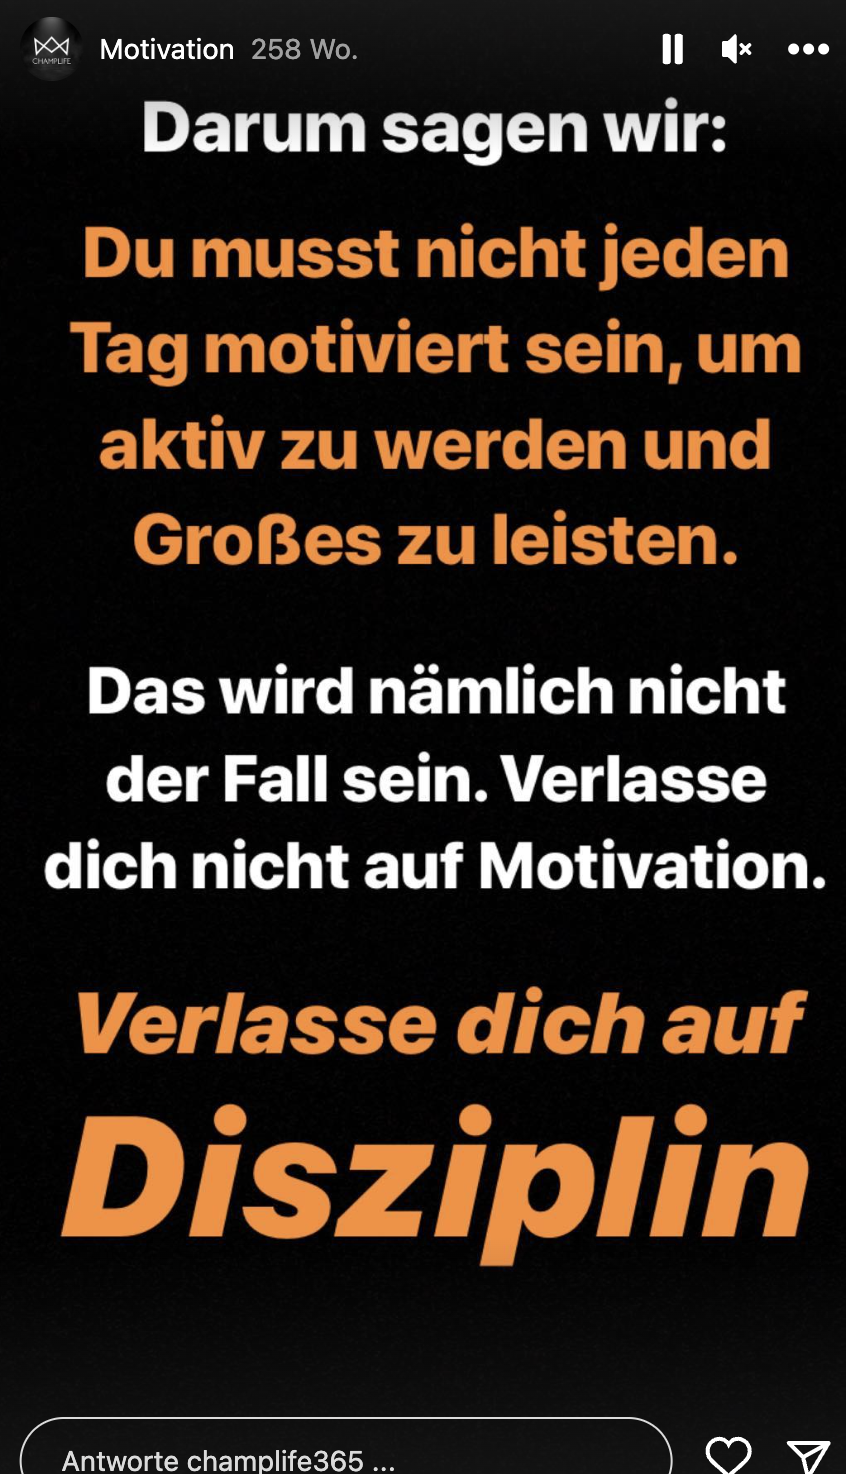 CHAMPLIFE
Motivation 258 Wo.
Darum sagen wir:
Du musst nicht jeden
Tag motiviert sein, um
aktiv zu werden und
Großes zu leisten.
Das wird nämlich nicht
der Fall sein. Verlasse
dich nicht auf Motivation.
Verlasse dich auf
Disziplin
Antworte champlife365 ...